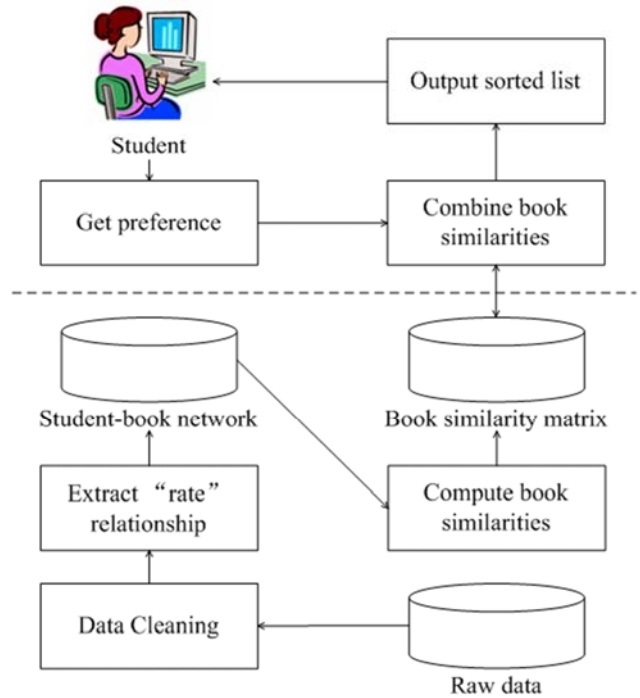 Output sorted list
Student
Get preference
Combine book
similarities
Student-book network
Book similarity matrix
Extract “rate”
relationship
Compute book
similarities
Data Cleaning
Raw data